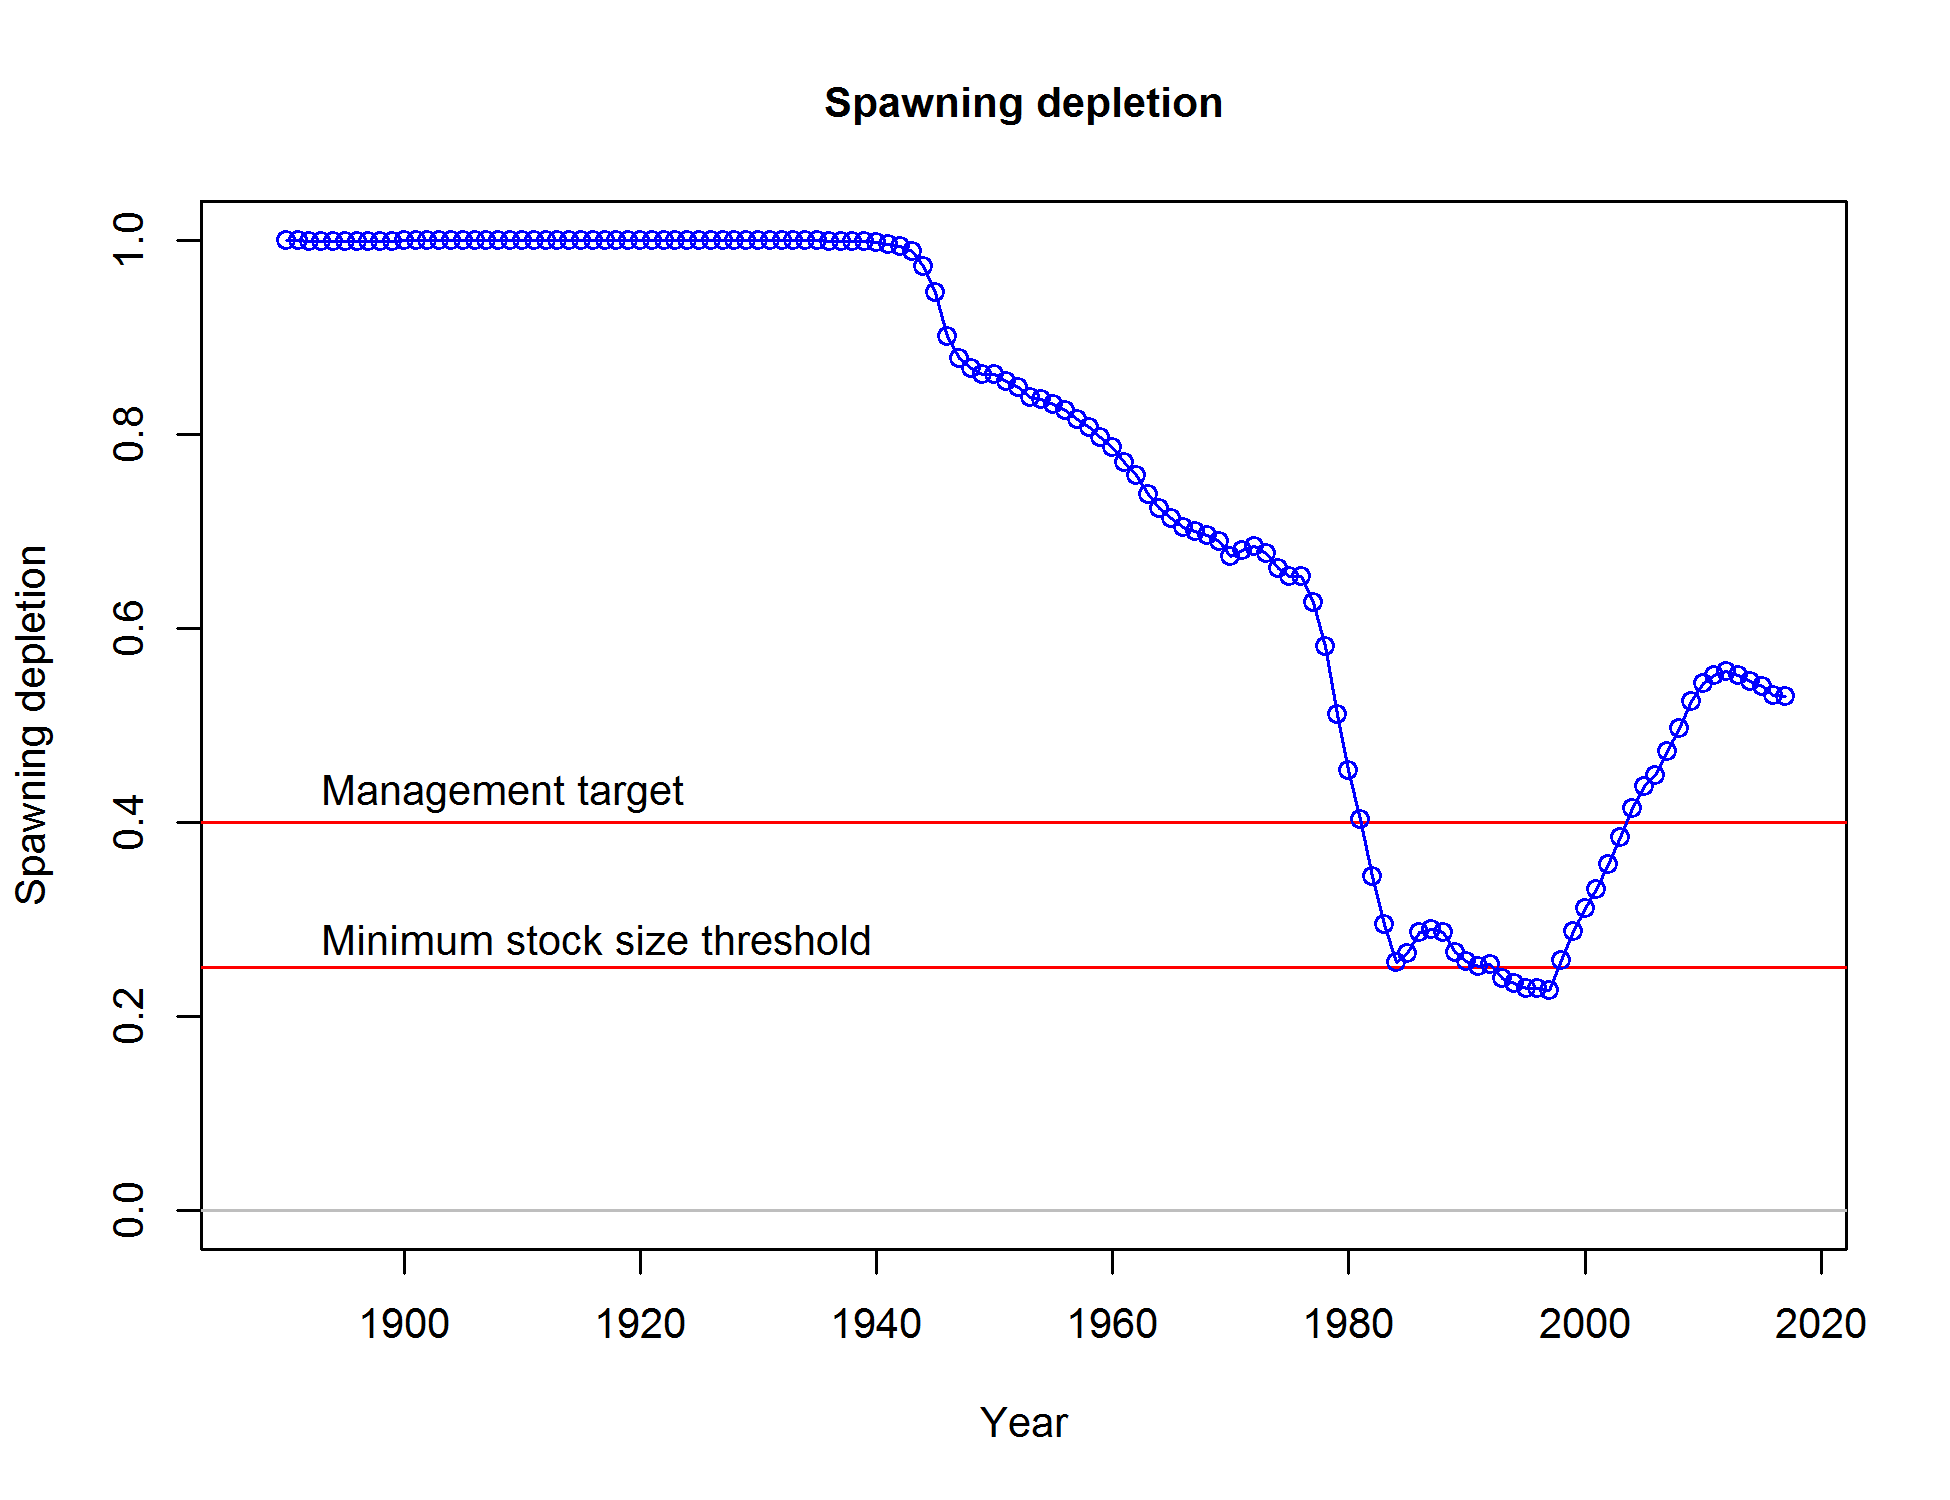 Spawning depletion
Spawning depletion
1.0
0.8
0.6
0.4
0.2
0.0
Management target
Minimum stock size threshold
1900 1920 1940 1960 1980 2000 2020
Year